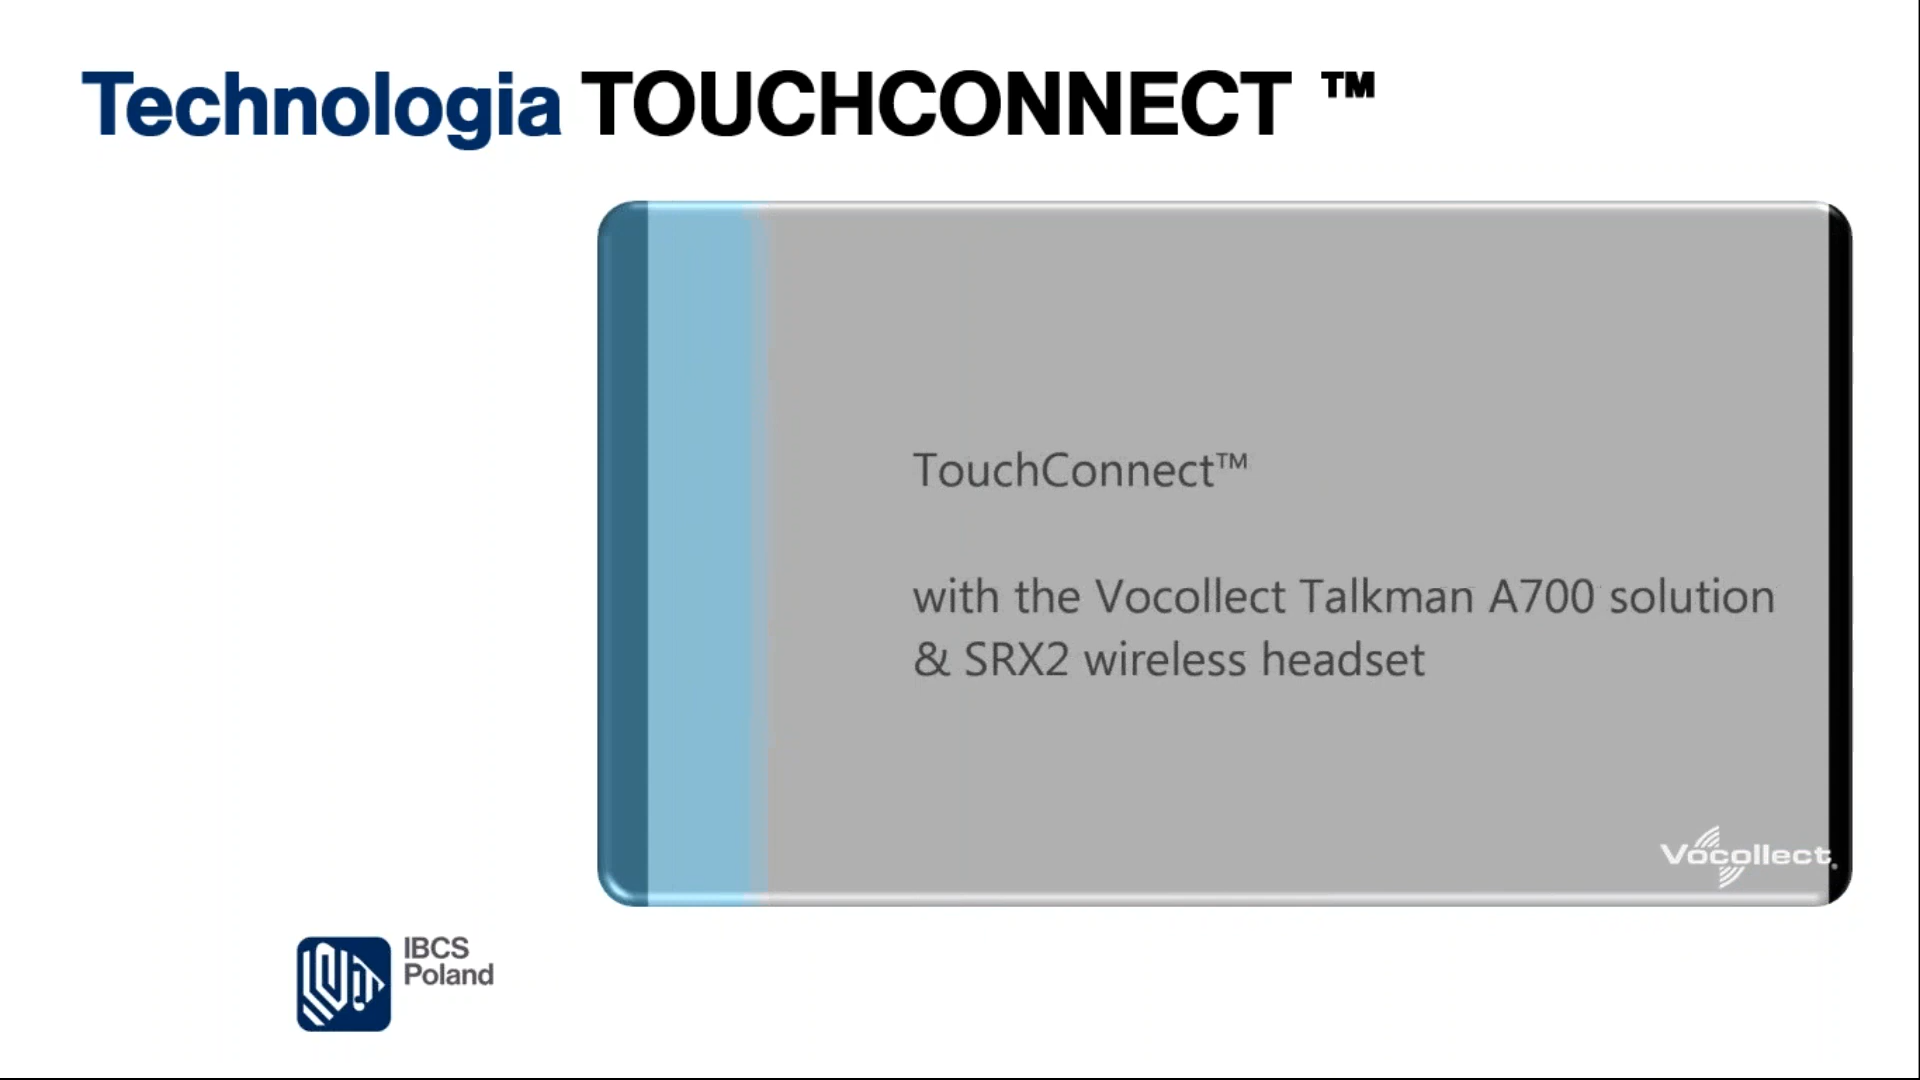 Technologia TOUCHCONNECT ™
TouchConnect™
with the Vocollect Talkman A700 solution
& SRX2 wireless headset
Vocollect®
IBCS
Poland